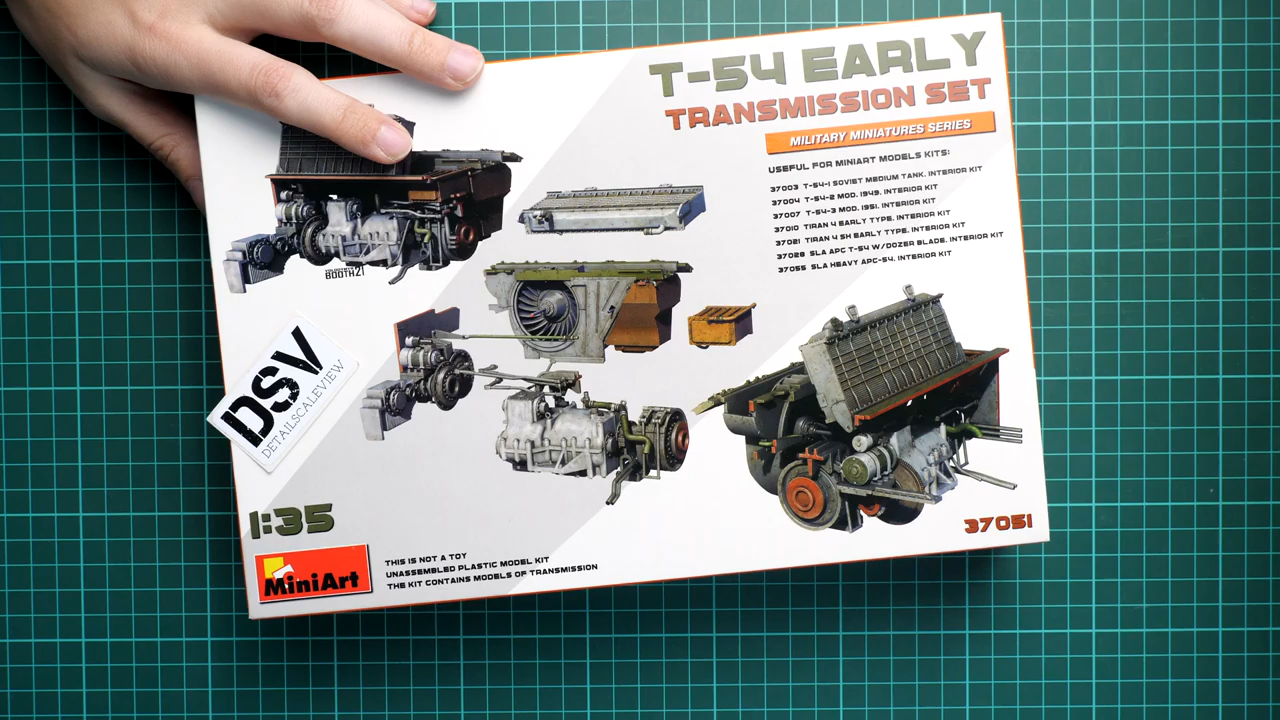 T-54 EARLY
TRANSMISSION SET
MILITARY MINIATURES SERIES
USEFUL FOR MINIART MODELS KITS:
37003 T-54-1 SOVIET MEDIUM TANK. INTERIOR KIT
37004 T-54-2 MOD. 1949. INTERIOR KIT
37007 T-54-3 MOD. 1951. INTERIOR KIT
37010 TIRAN 4 EARLY TYPE. INTERIOR KIT
37021 TIRAN 4 SH EARLY TYPE. INTERIOR KIT
37028 SLA APC T-54 W/DOZER BLADE. INTERIOR KIT
37055 SLA HEAVY APC-54. INTERIOR KIT
BOOTH21
DSV
DETAILSCALEVIEW
1:35
MiniArt
THIS IS NOT A TOY
UNASSEMBLED PLASTIC MODEL KIT
THE KIT CONTAINS MODELS OF TRANSMISSION
37051